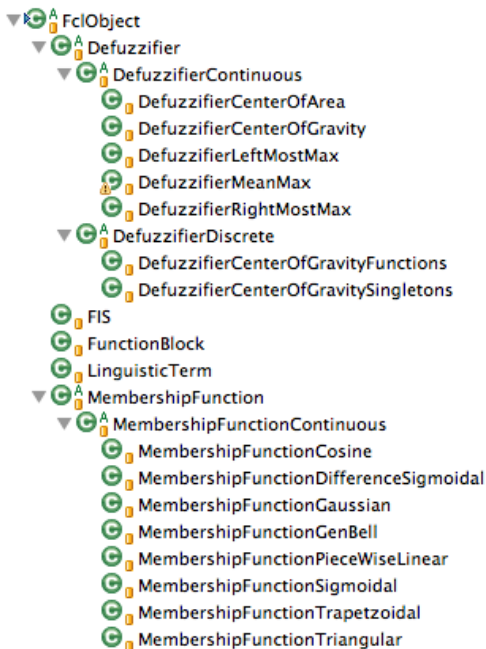 FclObject
Defuzzifier
DefuzzifierContinuous
DefuzzifierCenterOfArea
DefuzzifierCenterOfGravity
DefuzzifierLeftMostMax
DefuzzifierMeanMax
DefuzzifierRightMostMax
DefuzzifierDiscrete
DefuzzifierCenterOfGravityFunctions
DefuzzifierCenterOfGravitySingletons
FIS
FunctionBlock
LinguisticTerm
MembershipFunction
MembershipFunctionContinuous
MembershipFunctionCosine
MembershipFunctionDifferenceSigmoidal
MembershipFunctionGaussian
MembershipFunctionGenBell
MembershipFunctionPieceWiseLinear
MembershipFunctionSigmoidal
MembershipFunctionTrapetzoidal
MembershipFunctionTriangular